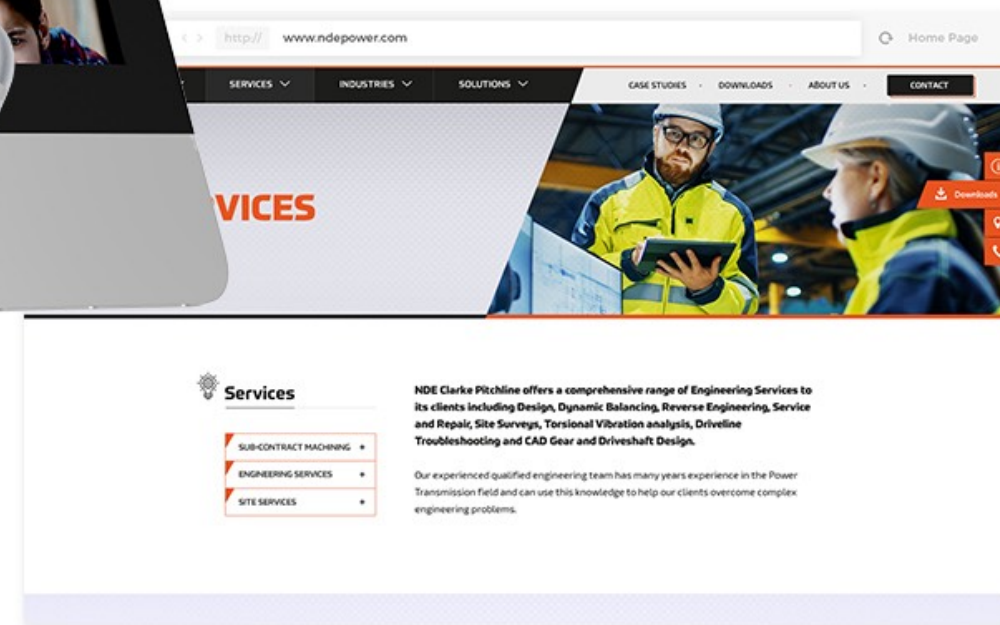 http:// www.ndepower.com Home Page
SERVICES INDUSTRIES SOLUTIONS CASE STUDIES DOWNLOADS ABOUT US CONTACT
VICES
Downloads
Services
SUB-CONTRACT MACHINING +
ENGINEERING SERVICES +
SITE SERVICES +
NDE Clarke Pitchline offers a comprehensive range of Engineering Services to
its clients including Design, Dynamic Balancing, Reverse Engineering, Service
and Repair, Site Surveys, Torsional Vibration analysis, Driveline
Troubleshooting and CAD Gear and Driveshaft Design.
Our experienced qualified engineering team has many years experience in the Power
Transmission field and can use this knowledge to help our clients overcome complex
engineering problems.